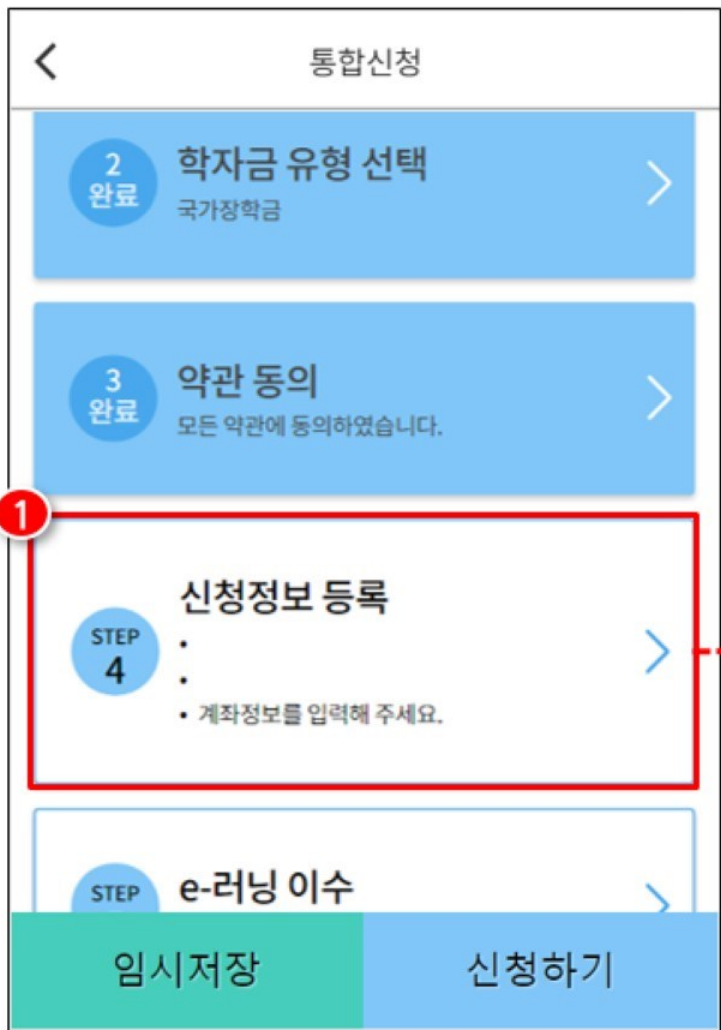 통합신청
2
완료
학자금 유형 선택
국가장학금
3
완료
약관 동의
모든 약관에 동의하였습니다.
1
STEP
4
신청정보 등록
•
•
• 계좌정보를 입력해 주세요.
STEP
e-러닝 이수
임시저장
신청하기